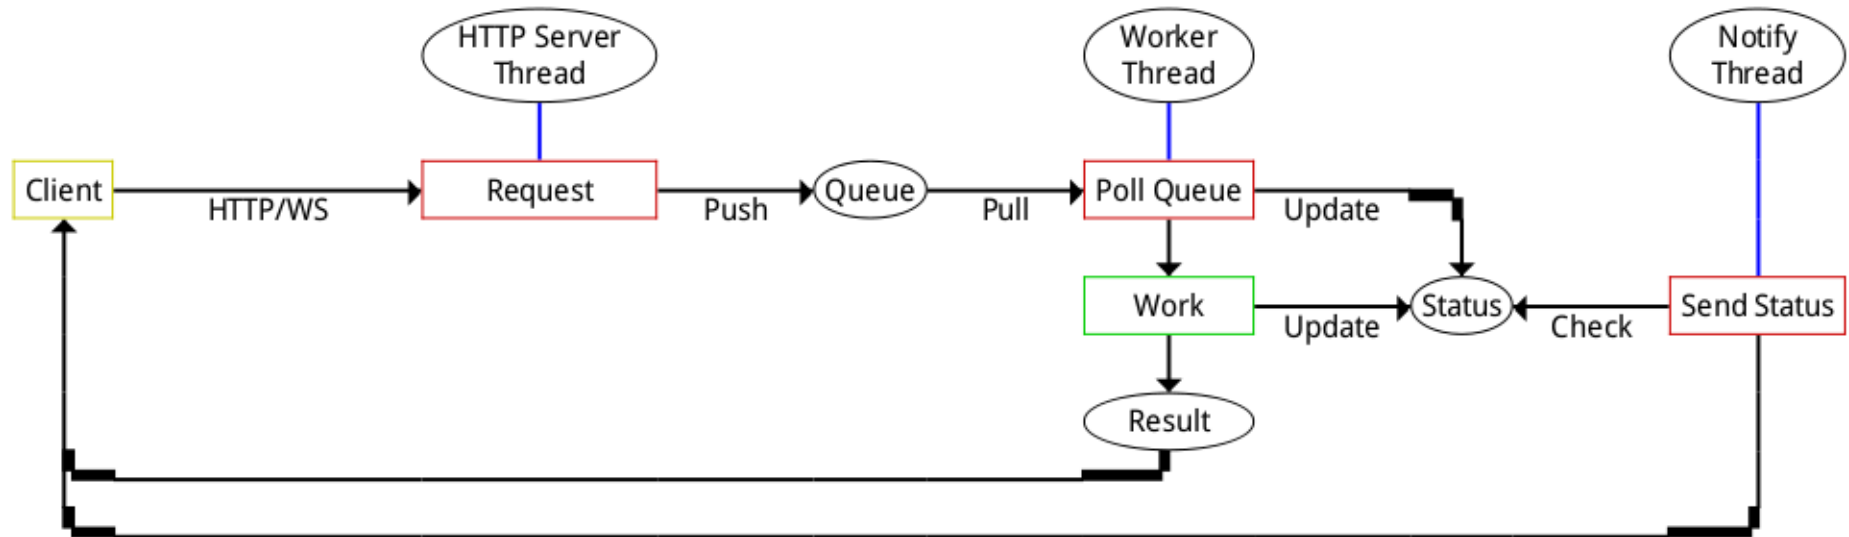 HTTP Server
Thread
Worker
Thread
Notify
Thread
Client
HTTP/WS
Request
Push
Queue
Pull
Poll Queue
Update
Work
Update
Status
Check
Send Status
Result